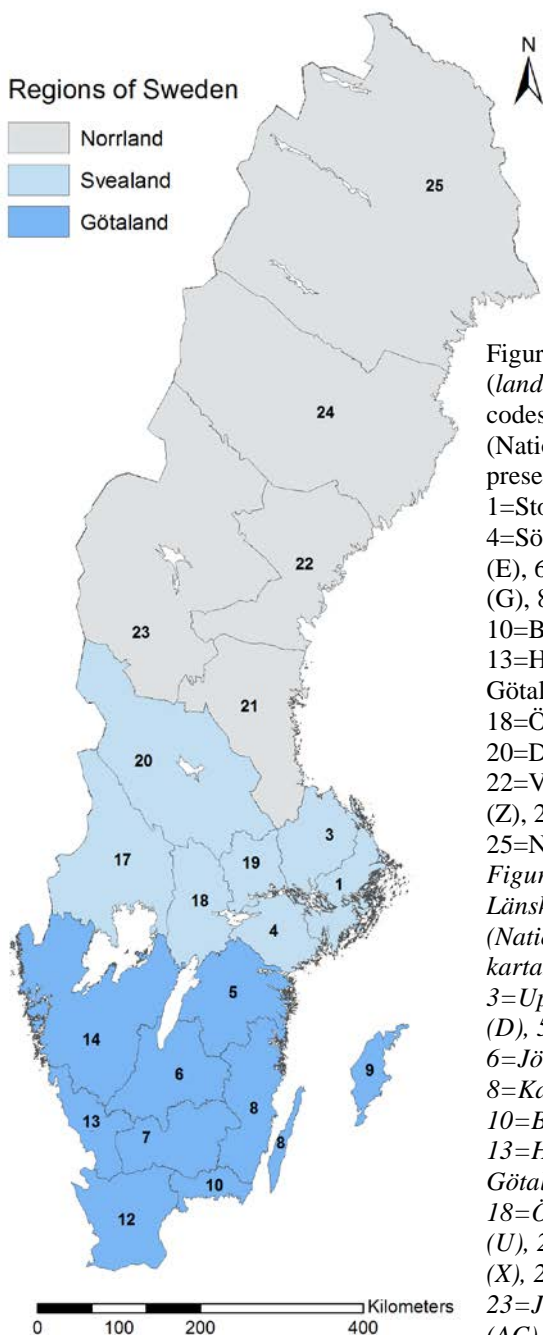 N
Regions of Sweden
Norrland
Svealand
Götaland
25
24
22
23
21
20
3
17
19
1
18
4
5
14
9
6
13
8
7
8
10
12
Kilometers
0 100 200 400
Figur
(land
codes
(Natio
prese
1=Sto
4=Sö
(E), 6
(G), 8
10=B
13=H
Götal
18=Ö
20=D
22=V
(Z), 2
25=N
Figur
Länsk
(Natio
karta
3=Up
(D), 5
6=Jö
8=Ka
10=B
13=H
Götal
18=Ö
(U), 2
(X), 2
23=J
(AC)